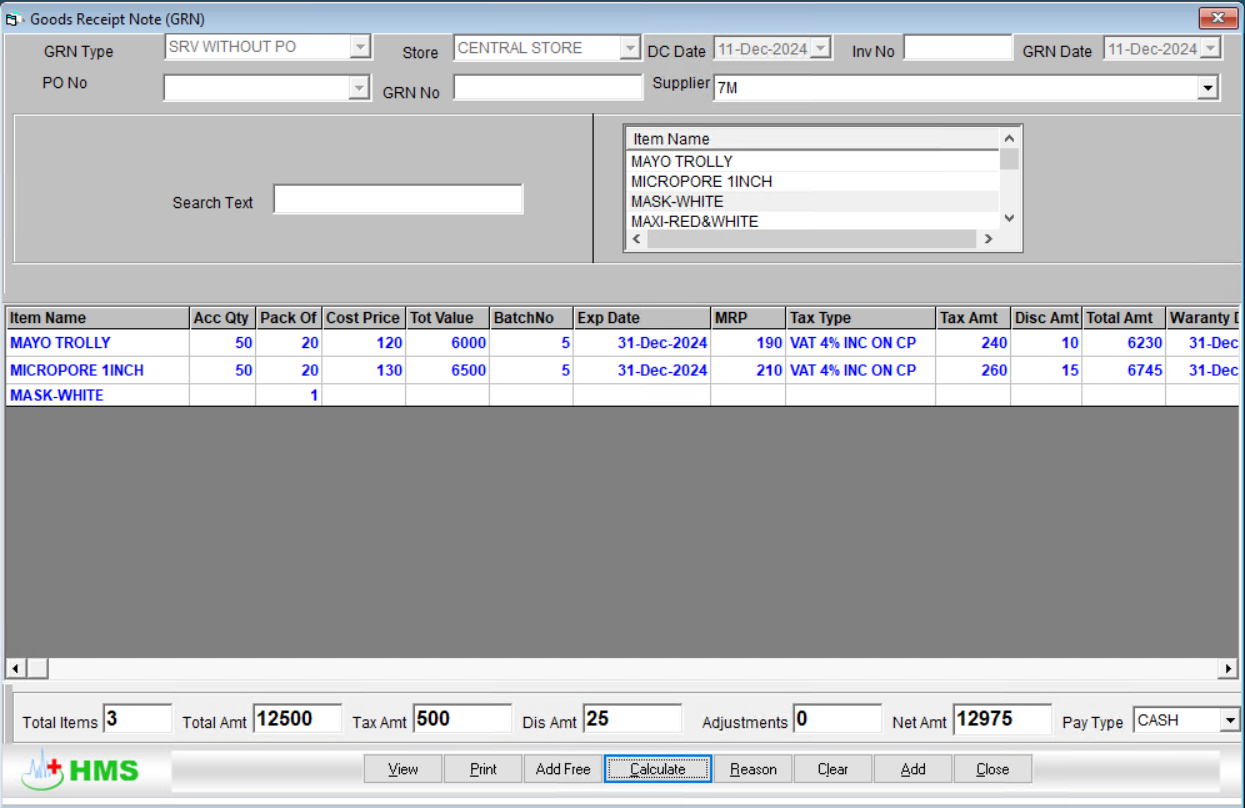 Goods Receipt Note (GRN)
GRN Type SRV WITHOUT PO Store CENTRAL STORE DC Date 11-Dec-2024 Inv No GRN Date 11-Dec-2024
PO No GRN No Supplier 7M
Item Name
MAYO TROLLY
MICROPORE 1INCH
MASK-WHITE
MAXI-RED&WHITE
Search Text
Item Name Acc Qty Pack Of Cost Price Tot Value BatchNo Exp Date MRP Tax Type Tax Amt Disc Amt Total Amt Waranty D
MAYO TROLLY 50 20 120 6000 5 31-Dec-2024 190 VAT 4% INC ON CP 240 10 6230 31-Dec
MICROPORE 1INCH 50 20 130 6500 5 31-Dec-2024 210 VAT 4% INC ON CP 260 15 6745 31-Dec
MASK-WHITE 1
Total Items 3 Total Amt 12500 Tax Amt 500 Dis Amt 25 Adjustments 0 Net Amt 12975 Pay Type CASH
HMS View Print Add Free Calculate Reason Clear Add Close